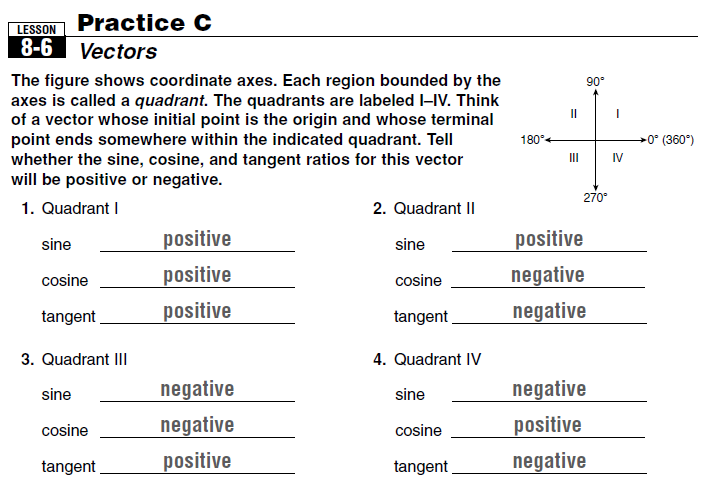 LESSON
8-6
Practice C
Vectors
The figure shows coordinate axes. Each region bounded by the
axes is called a quadrant. The quadrants are labeled I–IV. Think
of a vector whose initial point is the origin and whose terminal
point ends somewhere within the indicated quadrant. Tell
whether the sine, cosine, and tangent ratios for this vector
will be positive or negative.
90°
II I
180° 0° (360°)
III IV
270°
1. Quadrant I
sine positive
cosine positive
tangent positive
2. Quadrant II
sine positive
cosine negative
tangent negative
3. Quadrant III
sine negative
cosine negative
tangent positive
4. Quadrant IV
sine negative
cosine positive
tangent negative